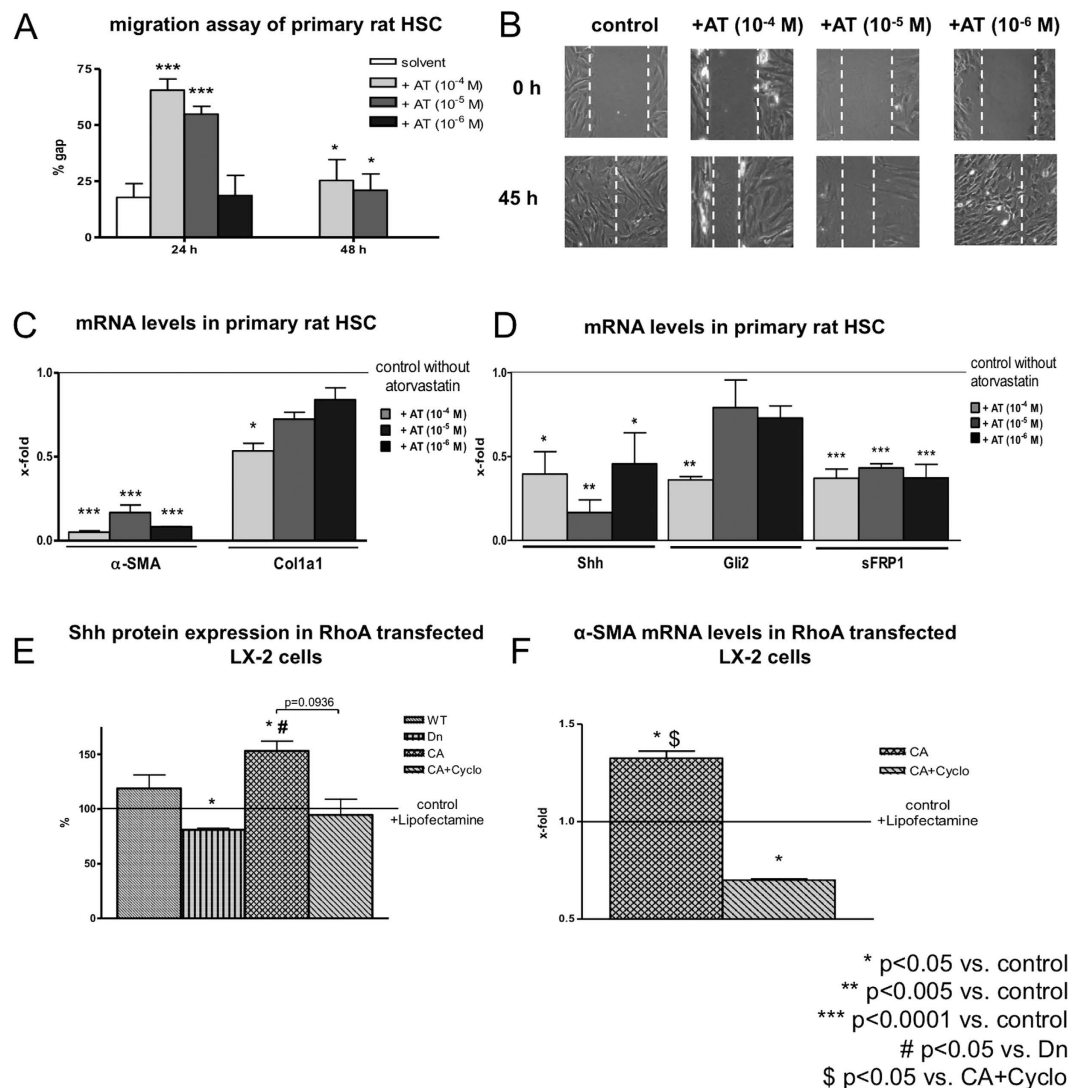 A
migration assay of primary rat HSC
solvent
+ AT (10⁻⁴ M)
+ AT (10⁻⁵ M)
+ AT (10⁻⁶ M)
% gap
75
50
25
0
***
***
*
*
24 h
48 h
B
control
+AT (10⁻⁴ M)
+AT (10⁻⁵ M)
+AT (10⁻⁶ M)
0 h
45 h
C
mRNA levels in primary rat HSC
control without
atorvastatin
+ AT (10⁻⁴ M)
+ AT (10⁻⁵ M)
+ AT (10⁻⁶ M)
x-fold
1.0
0.5
0.0
***
***
***
*
α-SMA
Col1a1
D
mRNA levels in primary rat HSC
control without
atorvastatin
+ AT (10⁻⁴ M)
+ AT (10⁻⁵ M)
+ AT (10⁻⁶ M)
x-fold
1.0
0.5
0.0
*
**
*
**
***
***
***
Shh
Gli2
sFRP1
E
Shh protein expression in RhoA transfected
LX-2 cells
p=0.0936
WT
Dn
CA
CA+Cyclo
control
+Lipofectamine
%
150
100
50
0
*
* #
F
α-SMA mRNA levels in RhoA transfected
LX-2 cells
CA
CA+Cyclo
control
+Lipofectamine
x-fold
1.5
1.0
0.5
* $
*
* p<0.05 vs. control
** p<0.005 vs. control
*** p<0.0001 vs. control
# p<0.05 vs. Dn
$ p<0.05 vs. CA+Cyclo